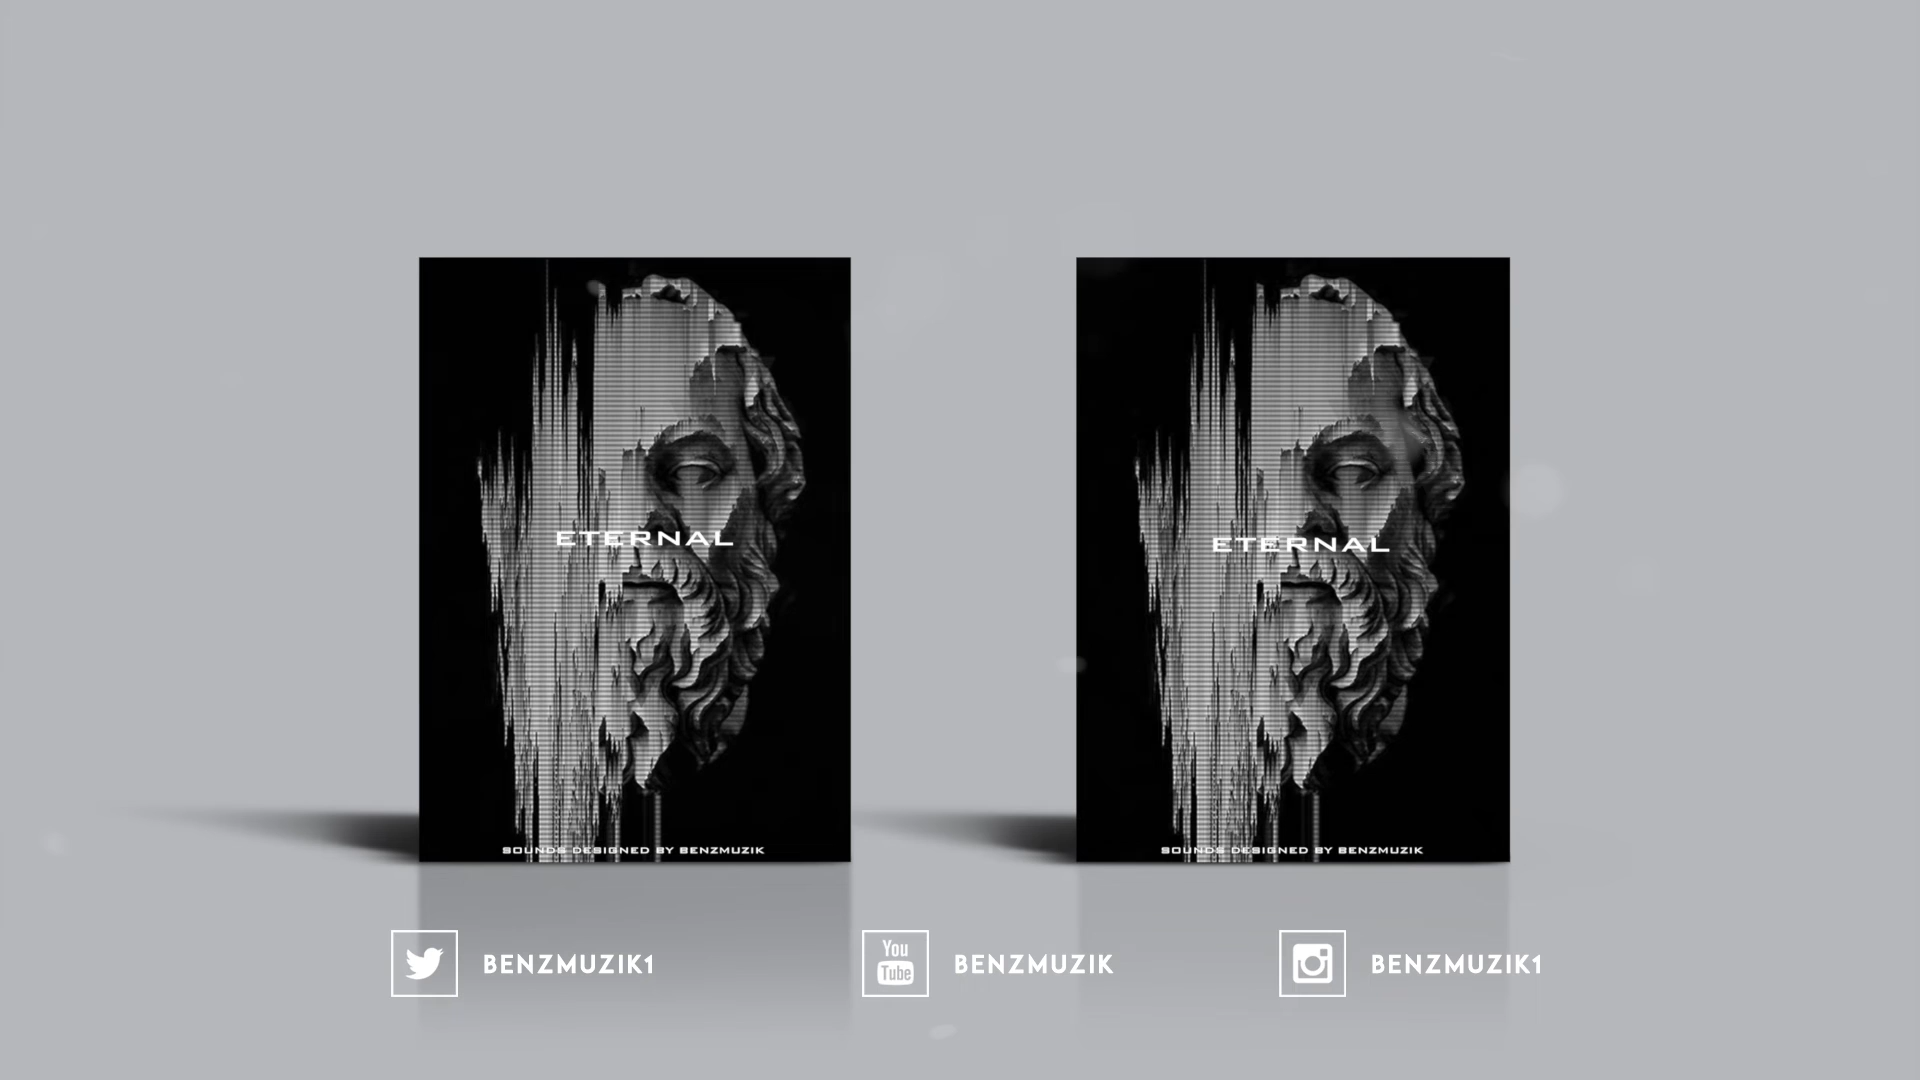 ETERNAL
SOUNDS DESIGNED BY BENZMUZIK
ETERNAL
SOUNDS DESIGNED BY BENZMUZIK
BENZMUZIK1
You
Tube
BENZMUZIK
BENZMUZIK1